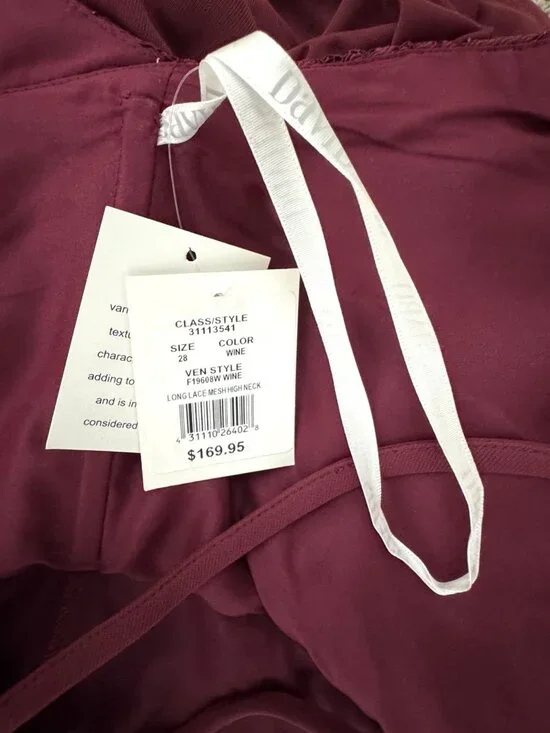 DaVID
van
textu
charac
adding to
and is in
considered
CLASS/STYLE
31113541
SIZE COLOR
28 WINE
VEN STYLE
F19608W WINE
LONG LACE MESH HIGH NECK
4 31110 26402 8
$169.95